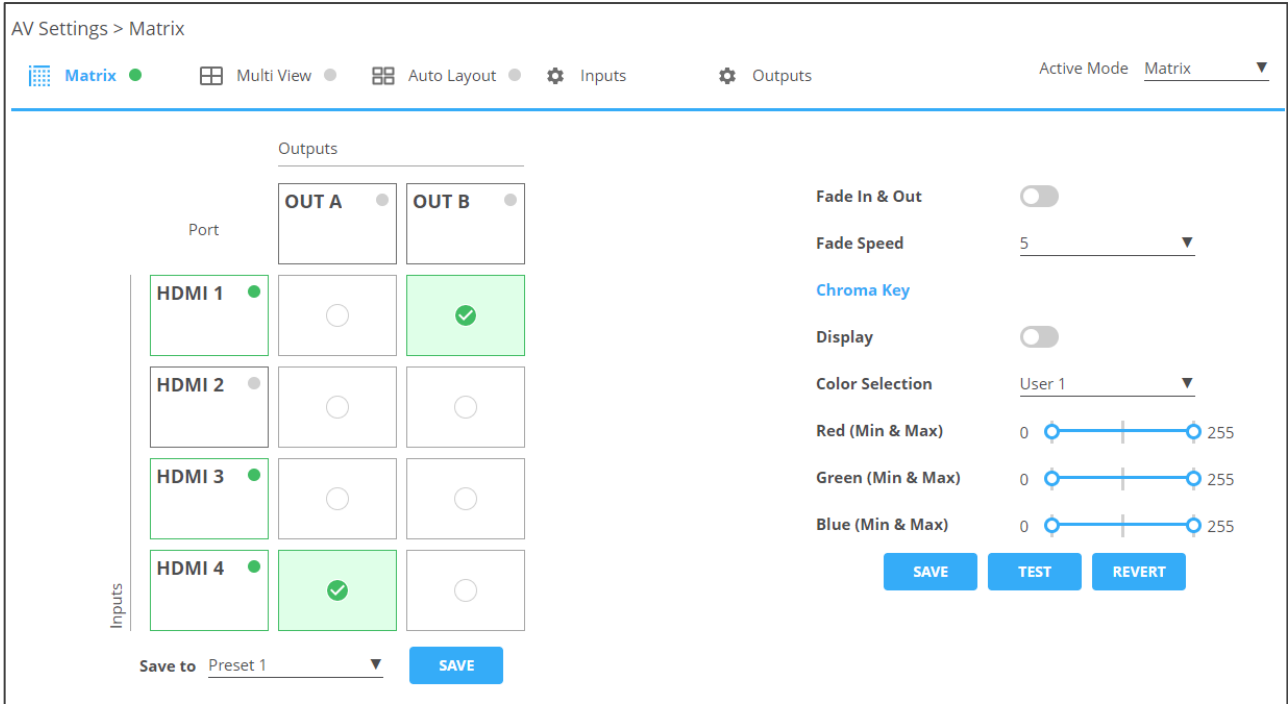 AV Settings > Matrix
Matrix Multi View Auto Layout Inputs Outputs Active Mode Matrix
Outputs
OUT A OUT B
Port
HDMI 1
HDMI 2
HDMI 3
HDMI 4
Inputs
Save to Preset 1 SAVE
Fade In & Out
Fade Speed 5
Chroma Key
Display
Color Selection User 1
Red (Min & Max) 0 255
Green (Min & Max) 0 255
Blue (Min & Max) 0 255
SAVE TEST REVERT